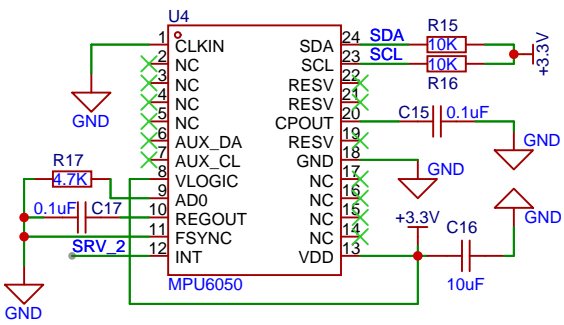 U4
1 CLKIN
2 NC
3 NC
4 NC
5 NC
6 AUX_DA
7 AUX_CL
8 VLOGIC
9 AD0
10 REGOUT
11 FSYNC
12 INT
24 SDA
23 SCL
22 RESV
21 RESV
20 CPOUT
19 RESV
18 GND
17 NC
16 NC
15 NC
14 NC
13 VDD
MPU6050
GND
R17
4.7K
0.1uF C17
SRV_2
GND
SDA
SCL
R15
10K
10K
R16
+3.3V
C15 0.1uF
GND
GND
GND
+3.3V
C16
10uF